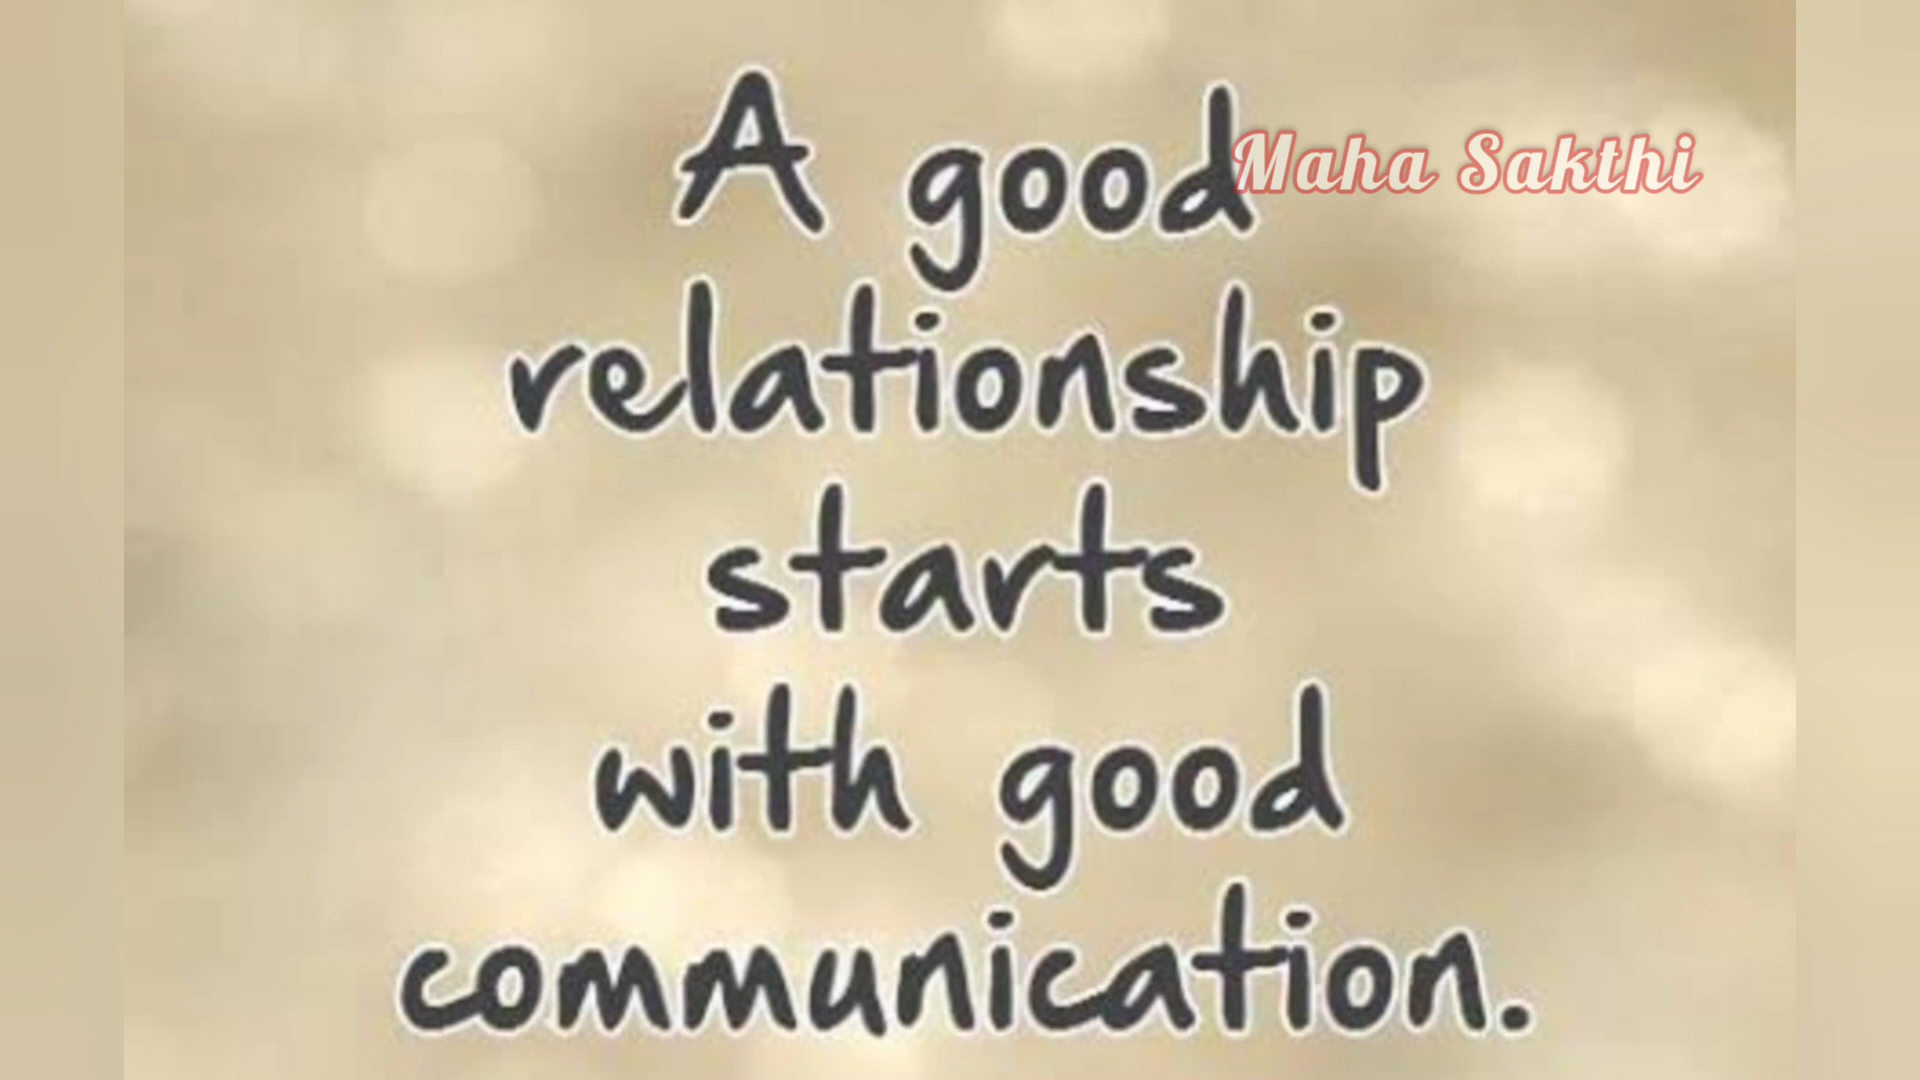 A good
Maha Sakthi
relationship
starts
with good
communication.